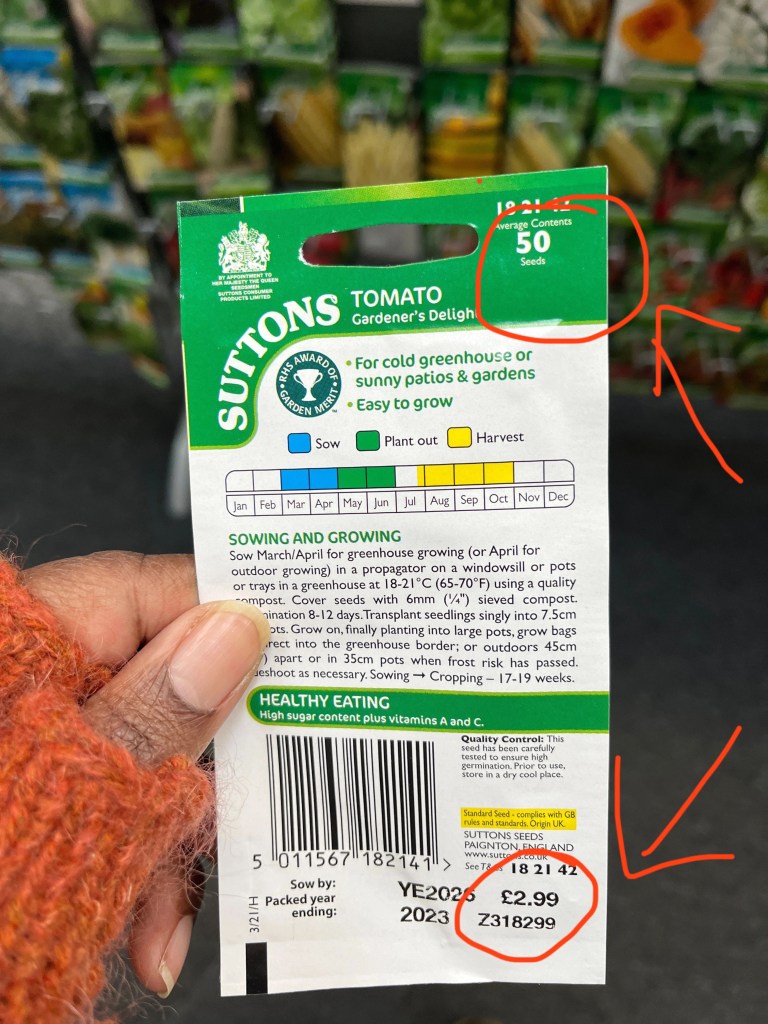 18 21 42
Average Contents
50
Seeds
BY APPOINTMENT TO
HER MAJESTY THE QUEEN
SEEDSMEN
SUTTONS CONSUMER
PRODUCTS LIMITED
SUTTONS
TOMATO
Gardener's Deligh
RHS AWARD OF
GARDEN MERIT
• For cold greenhouse or
sunny patios & gardens
• Easy to grow
Sow Plant out Harvest
Jan Feb Mar Apr May Jun Jul Aug Sep Oct Nov Dec
SOWING AND GROWING
Sow March/April for greenhouse growing (or April for
outdoor growing) in a propagator on a windowsill or pots
or trays in a greenhouse at 18-21°C (65-70°F) using a quality
compost. Cover seeds with 6mm (¼") sieved compost.
mination 8-12 days. Transplant seedlings singly into 7.5cm
ots. Grow on, finally planting into large pots, grow bags
rect into the greenhouse border; or outdoors 45cm
) apart or in 35cm pots when frost risk has passed.
deshoot as necessary. Sowing → Cropping – 17-19 weeks.
HEALTHY EATING
High sugar content plus vitamins A and C.
Quality Control: This
seed has been carefully
tested to ensure high
germination. Prior to use,
store in a dry cool place.
Standard Seed - complies with GB
rules and standards. Origin UK.
SUTTONS SEEDS
PAIGNTON, ENGLAND
www.suttons.co.uk
See T&
18 21 42
5 011567 182141 >
Sow by: YE2026 £2.99
Packed year
ending: 2023 Z318299
3/21/H